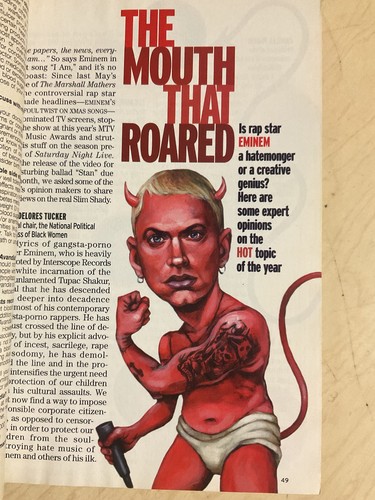 THE
MOUTH
THAT
ROARED
Is rap star
EMINEM
a hatemonger
or a creative
genius?
Here are
some expert
opinions
on the
HOT topic
of the year
e papers, the news, every-
am…” So says Eminem in
t song “I Am,” and it’s no
boast: Since last May’s
e of The Marshall Mathers
he controversial rap star
ade headlines—EMINEM’S
OUL TWIST ON XMAS SONGS—
minated TV screens, stop-
he show at this year’s MTV
Music Awards and strut-
is stuff on the season pre-
of Saturday Night Live.
he release of the video for
sturbing ballad “Stan” due
month, we asked some of the
’s opinion makers to share
iews on the real Slim Shady.
DELORES TUCKER
chair, the National Political
ss of Black Women
lyrics of gangsta-porno
er Eminem, who is heavily
oted by Interscope Records
white incarnation of the
nlamented Tupac Shakur,
l that he has descended
deeper into decadence
most of his contemporary
sta-porno rappers. He has
ust crossed the line of de-
, but by his explicit advo-
of incest, sacrilege, rape
sodomy, he has demol-
l the line and in the pro-
intensifies the urgent need
rotection of our children
his cultural assaults. We
now find a way to impose
onsible corporate citizen-
as opposed to censor-
in order to protect our
dren from the soul-
troying hate music of
nem and others of his ilk.
49